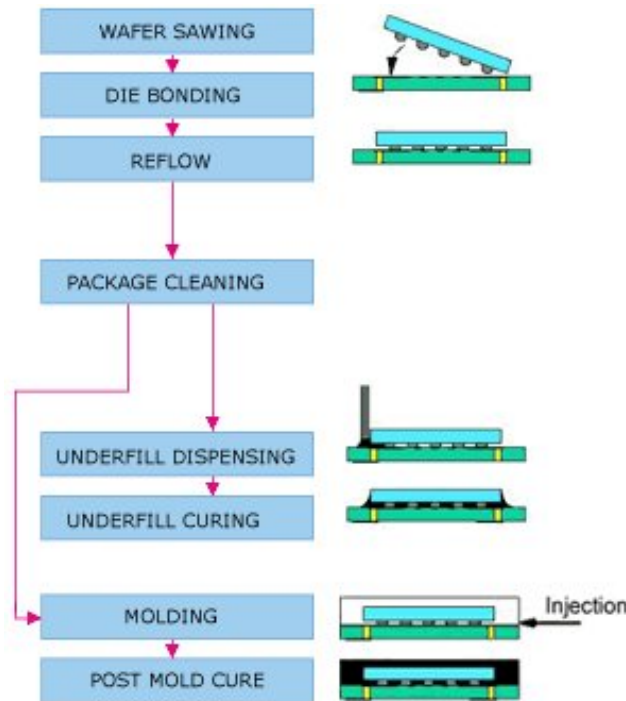 WAFER SAWING
DIE BONDING
REFLOW
PACKAGE CLEANING
UNDERFILL DISPENSING
UNDERFILL CURING
MOLDING
Injection
POST MOLD CURE